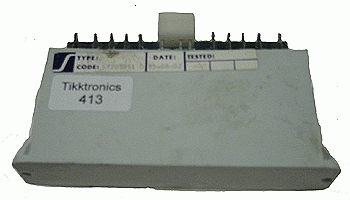 TYPE: DATE: TESTED:
CODE:
Tikktronics
413